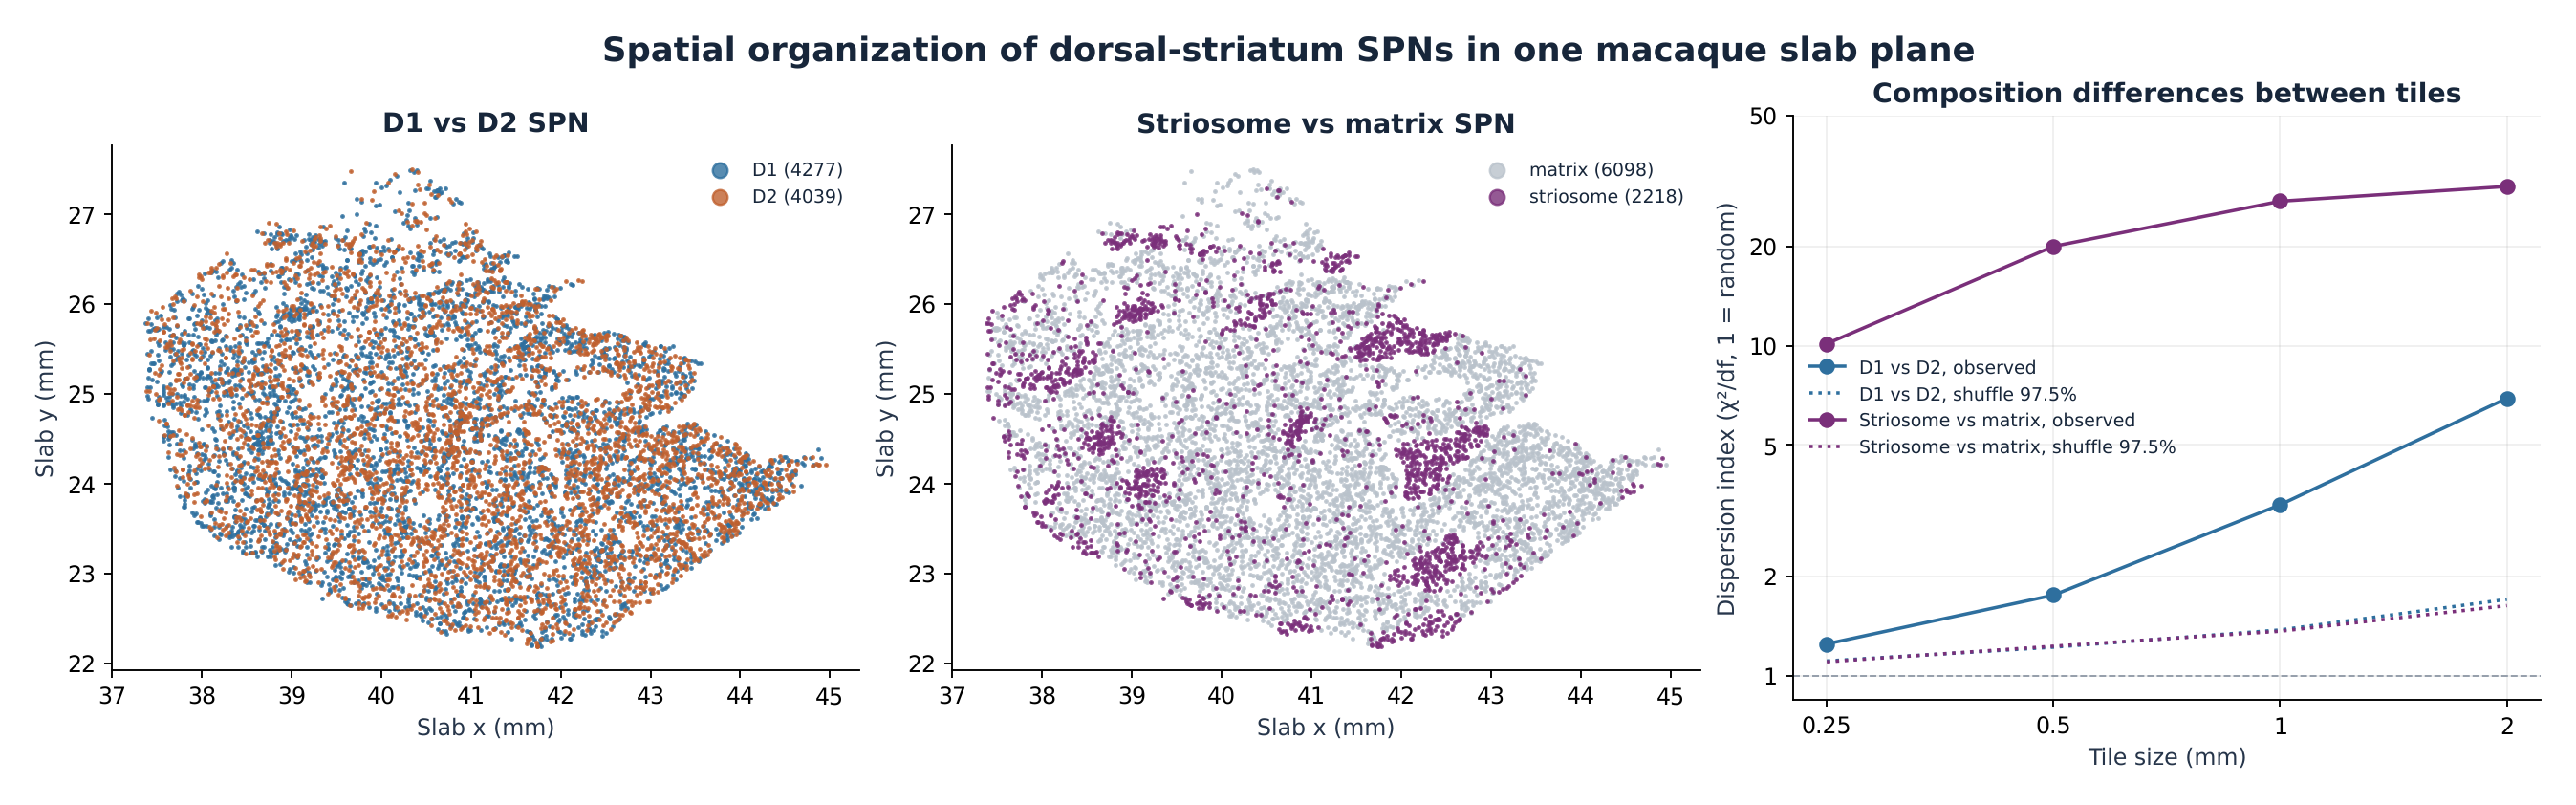 Spatial organization of dorsal-striatum SPNs in one macaque slab plane
D1 vs D2 SPN
D1 (4277)
D2 (4039)
27
26
25
24
23
22
Slab y (mm)
37 38 39 40 41 42 43 44 45
Slab x (mm)
Striosome vs matrix SPN
matrix (6098)
striosome (2218)
27
26
25
24
23
22
Slab y (mm)
37 38 39 40 41 42 43 44 45
Slab x (mm)
Composition differences between tiles
50
20
10
5
2
1
Dispersion index (χ²/df, 1 = random)
D1 vs D2, observed
D1 vs D2, shuffle 97.5%
Striosome vs matrix, observed
Striosome vs matrix, shuffle 97.5%
0.25 0.5 1 2
Tile size (mm)